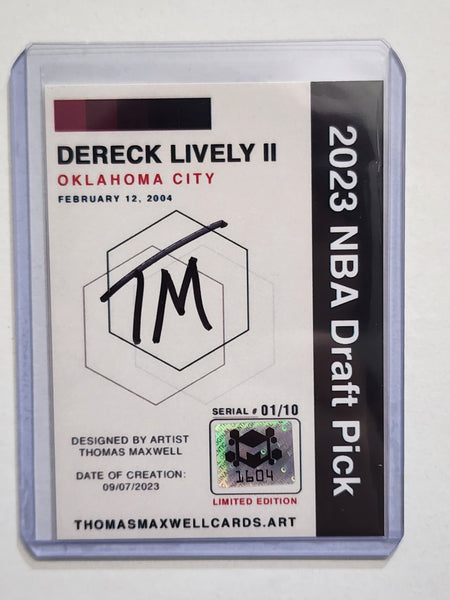 DERECK LIVELY II
OKLAHOMA CITY
FEBRUARY 12, 2004
TM
SERIAL # 01/10
1604
LIMITED EDITION
DESIGNED BY ARTIST
THOMAS MAXWELL
DATE OF CREATION:
09/07/2023
THOMASMAXWELLCARDS.ART
2023 NBA Draft Pick